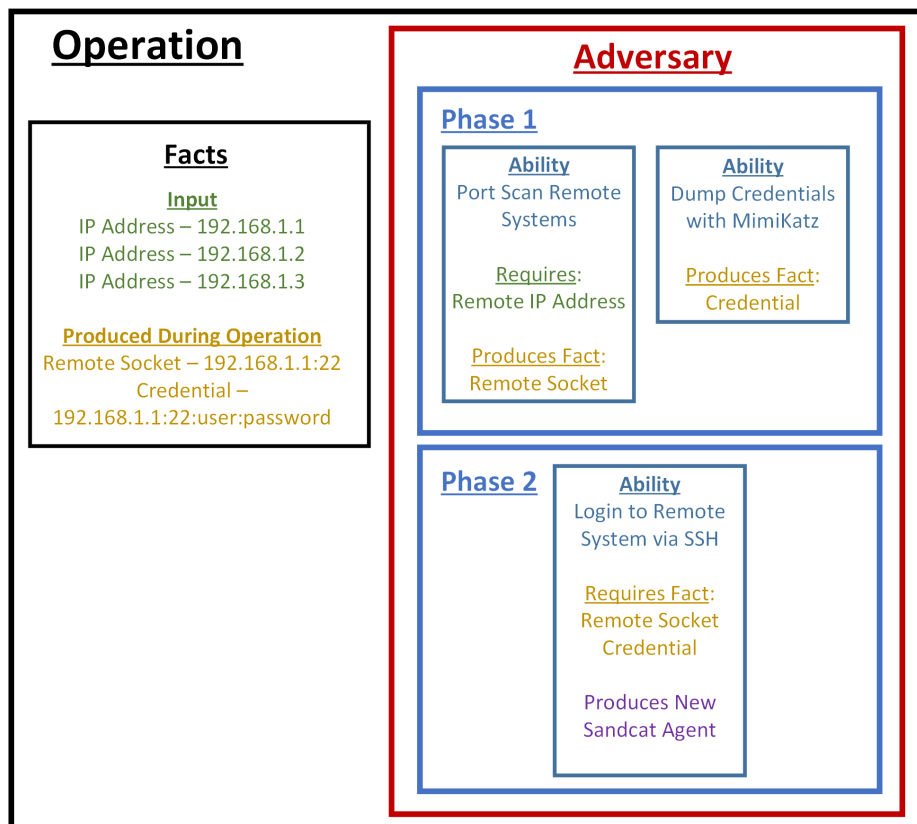 Operation
Facts
Input
IP Address – 192.168.1.1
IP Address – 192.168.1.2
IP Address – 192.168.1.3
Produced During Operation
Remote Socket – 192.168.1.1:22
Credential –
192.168.1.1:22:user:password
Adversary
Phase 1
Ability
Port Scan Remote
Systems
Requires:
Remote IP Address
Produces Fact:
Remote Socket
Ability
Dump Credentials
with MimiKatz
Produces Fact:
Credential
Phase 2
Ability
Login to Remote
System via SSH
Requires Fact:
Remote Socket
Credential
Produces New
Sandcat Agent